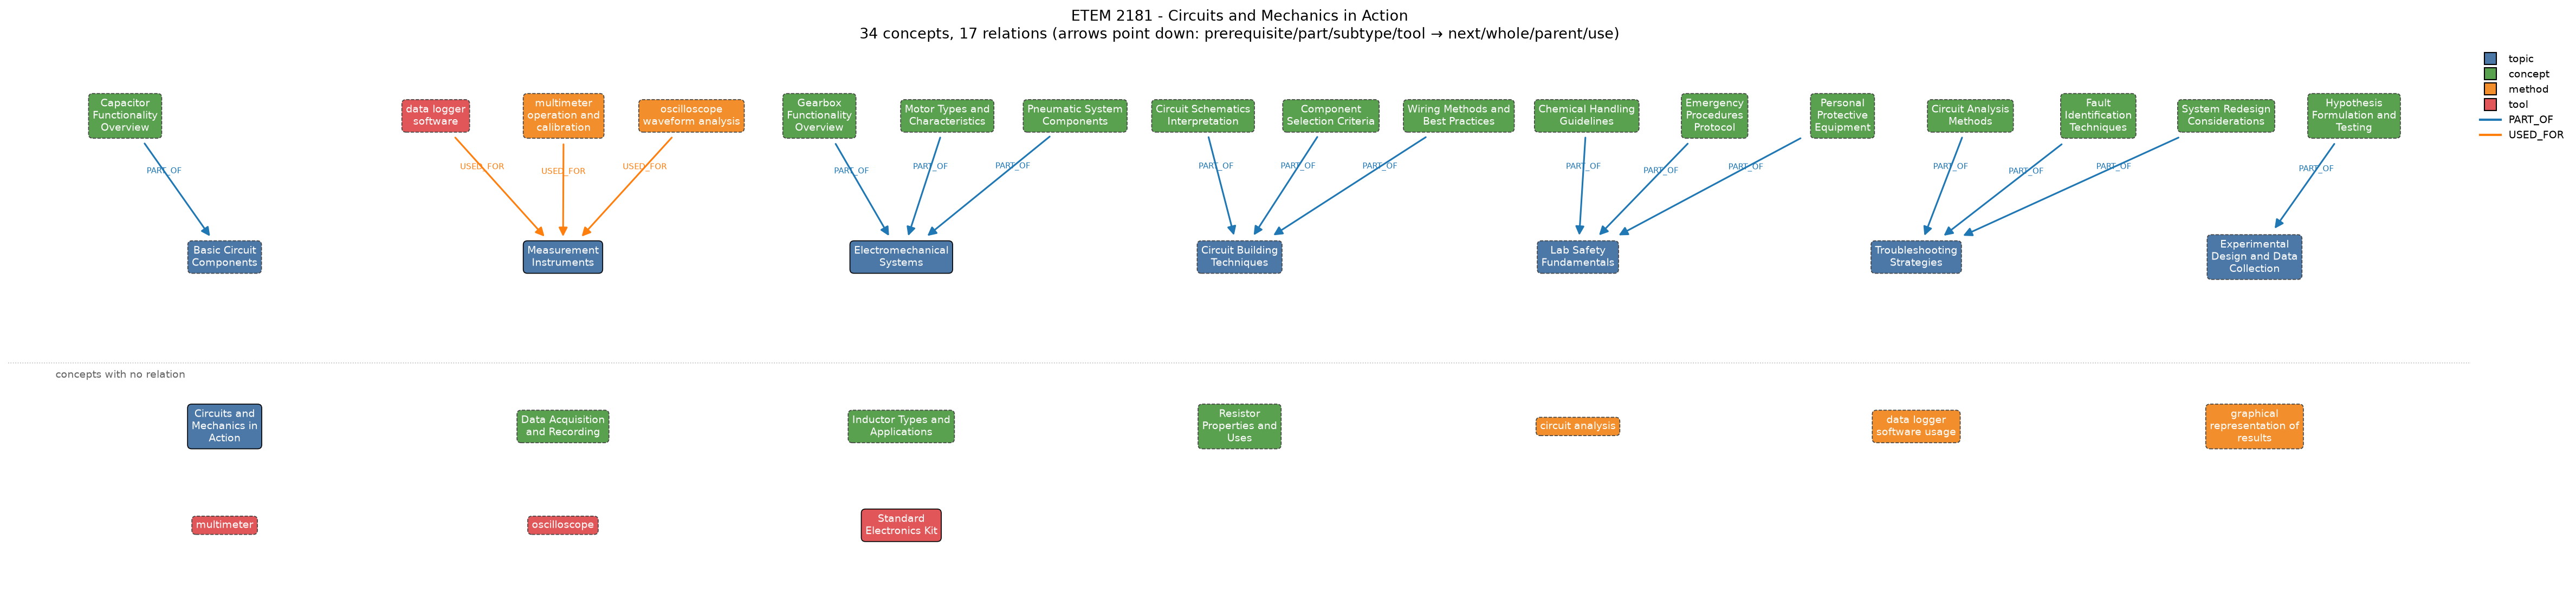 ETEM 2181 - Circuits and Mechanics in Action
34 concepts, 17 relations (arrows point down: prerequisite/part/subtype/tool → next/whole/parent/use)
topic
concept
method
tool
PART_OF
USED_FOR
Capacitor
Functionality
Overview
data logger
software
multimeter
operation and
calibration
oscilloscope
waveform analysis
Gearbox
Functionality
Overview
Motor Types and
Characteristics
Pneumatic System
Components
Circuit Schematics
Interpretation
Component
Selection Criteria
Wiring Methods and
Best Practices
Chemical Handling
Guidelines
Emergency
Procedures
Protocol
Personal
Protective
Equipment
Circuit Analysis
Methods
Fault
Identification
Techniques
System Redesign
Considerations
Hypothesis
Formulation and
Testing
PART_OF
USED_FOR
USED_FOR
USED_FOR
PART_OF
PART_OF
PART_OF
PART_OF
PART_OF
PART_OF
PART_OF
PART_OF
PART_OF
PART_OF
PART_OF
PART_OF
PART_OF
Basic Circuit
Components
Measurement
Instruments
Electromechanical
Systems
Circuit Building
Techniques
Lab Safety
Fundamentals
Troubleshooting
Strategies
Experimental
Design and Data
Collection
concepts with no relation
Circuits and
Mechanics in
Action
Data Acquisition
and Recording
Inductor Types and
Applications
Resistor
Properties and
Uses
circuit analysis
data logger
software usage
graphical
representation of
results
multimeter
oscilloscope
Standard
Electronics Kit